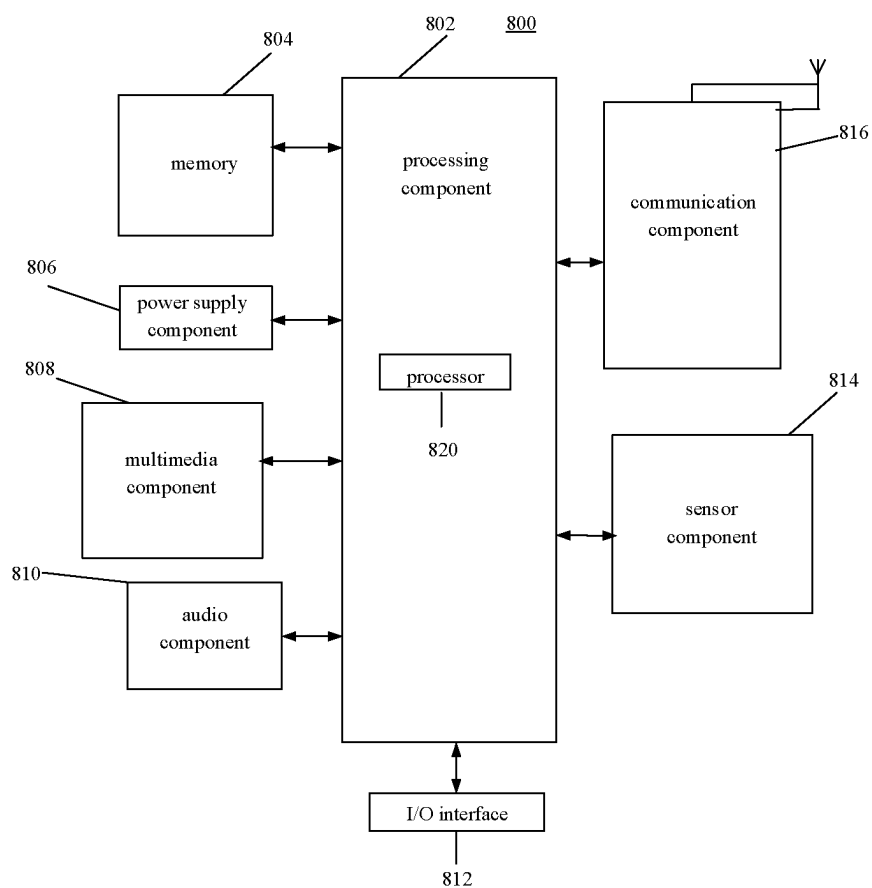 800
802
804
memory
processing
component
816
communication
component
806
power supply
component
808
multimedia
component
processor
820
814
sensor
component
810
audio
component
I/O interface
812